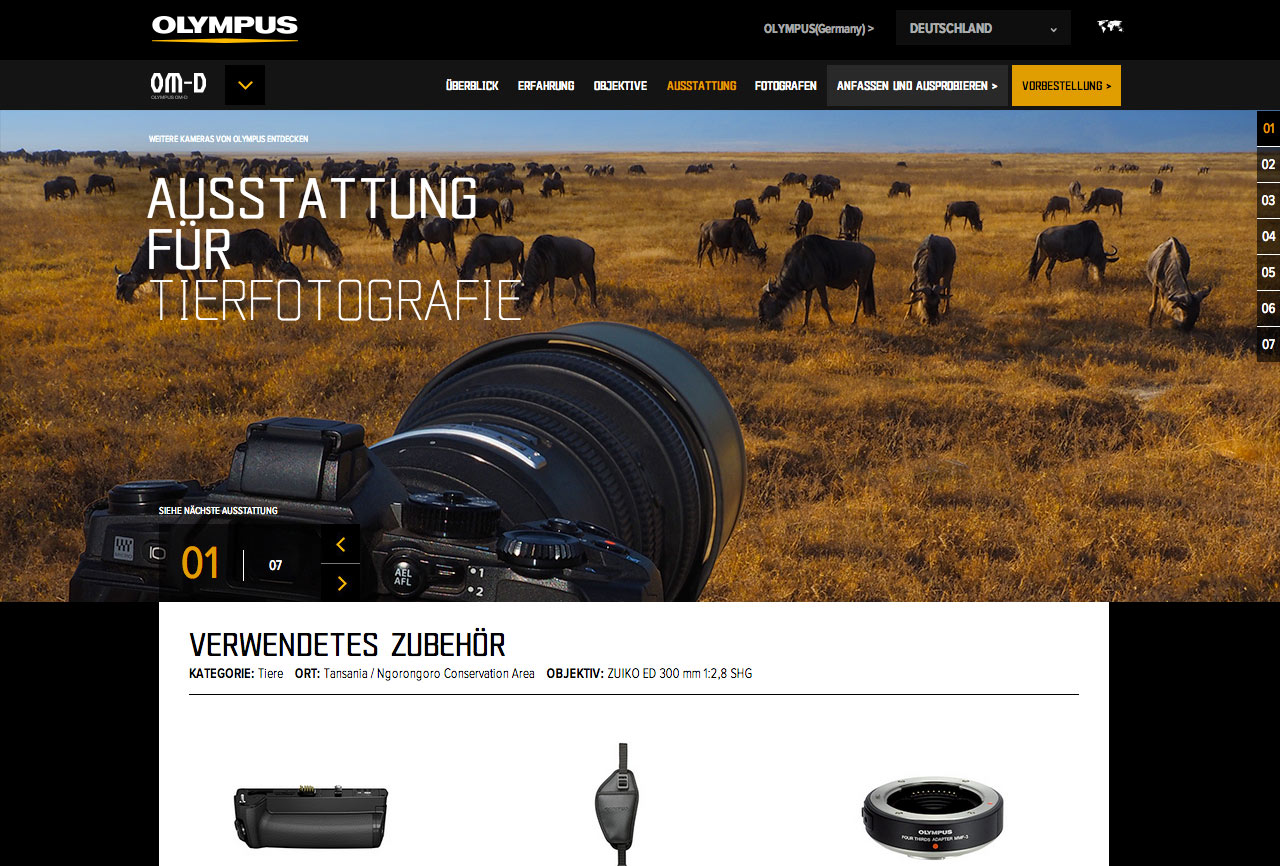 OLYMPUS
OLYMPUS(Germany) >
DEUTSCHLAND
OM-D
OLYMPUS OM-D
ÜBERBLICK
ERFAHRUNG
OBJEKTIVE
AUSSTATTUNG
FOTOGRAFEN
ANFASSEN UND AUSPROBIEREN >
VORBESTELLUNG >
WEITERE KAMERAS VON OLYMPUS ENTDECKEN
AUSSTATTUNG
FÜR
TIERFOTOGRAFIE
01
02
03
04
05
06
07
SIEHE NÄCHSTE AUSSTATTUNG
01
07
IO
AEL
AFL
1
2
VERWENDETES ZUBEHÖR
KATEGORIE: Tiere ORT: Tansania / Ngorongoro Conservation Area OBJEKTIV: ZUIKO ED 300 mm 1:2,8 SHG
OLYMPUS
FOUR THIRDS ADAPTER MMF-3